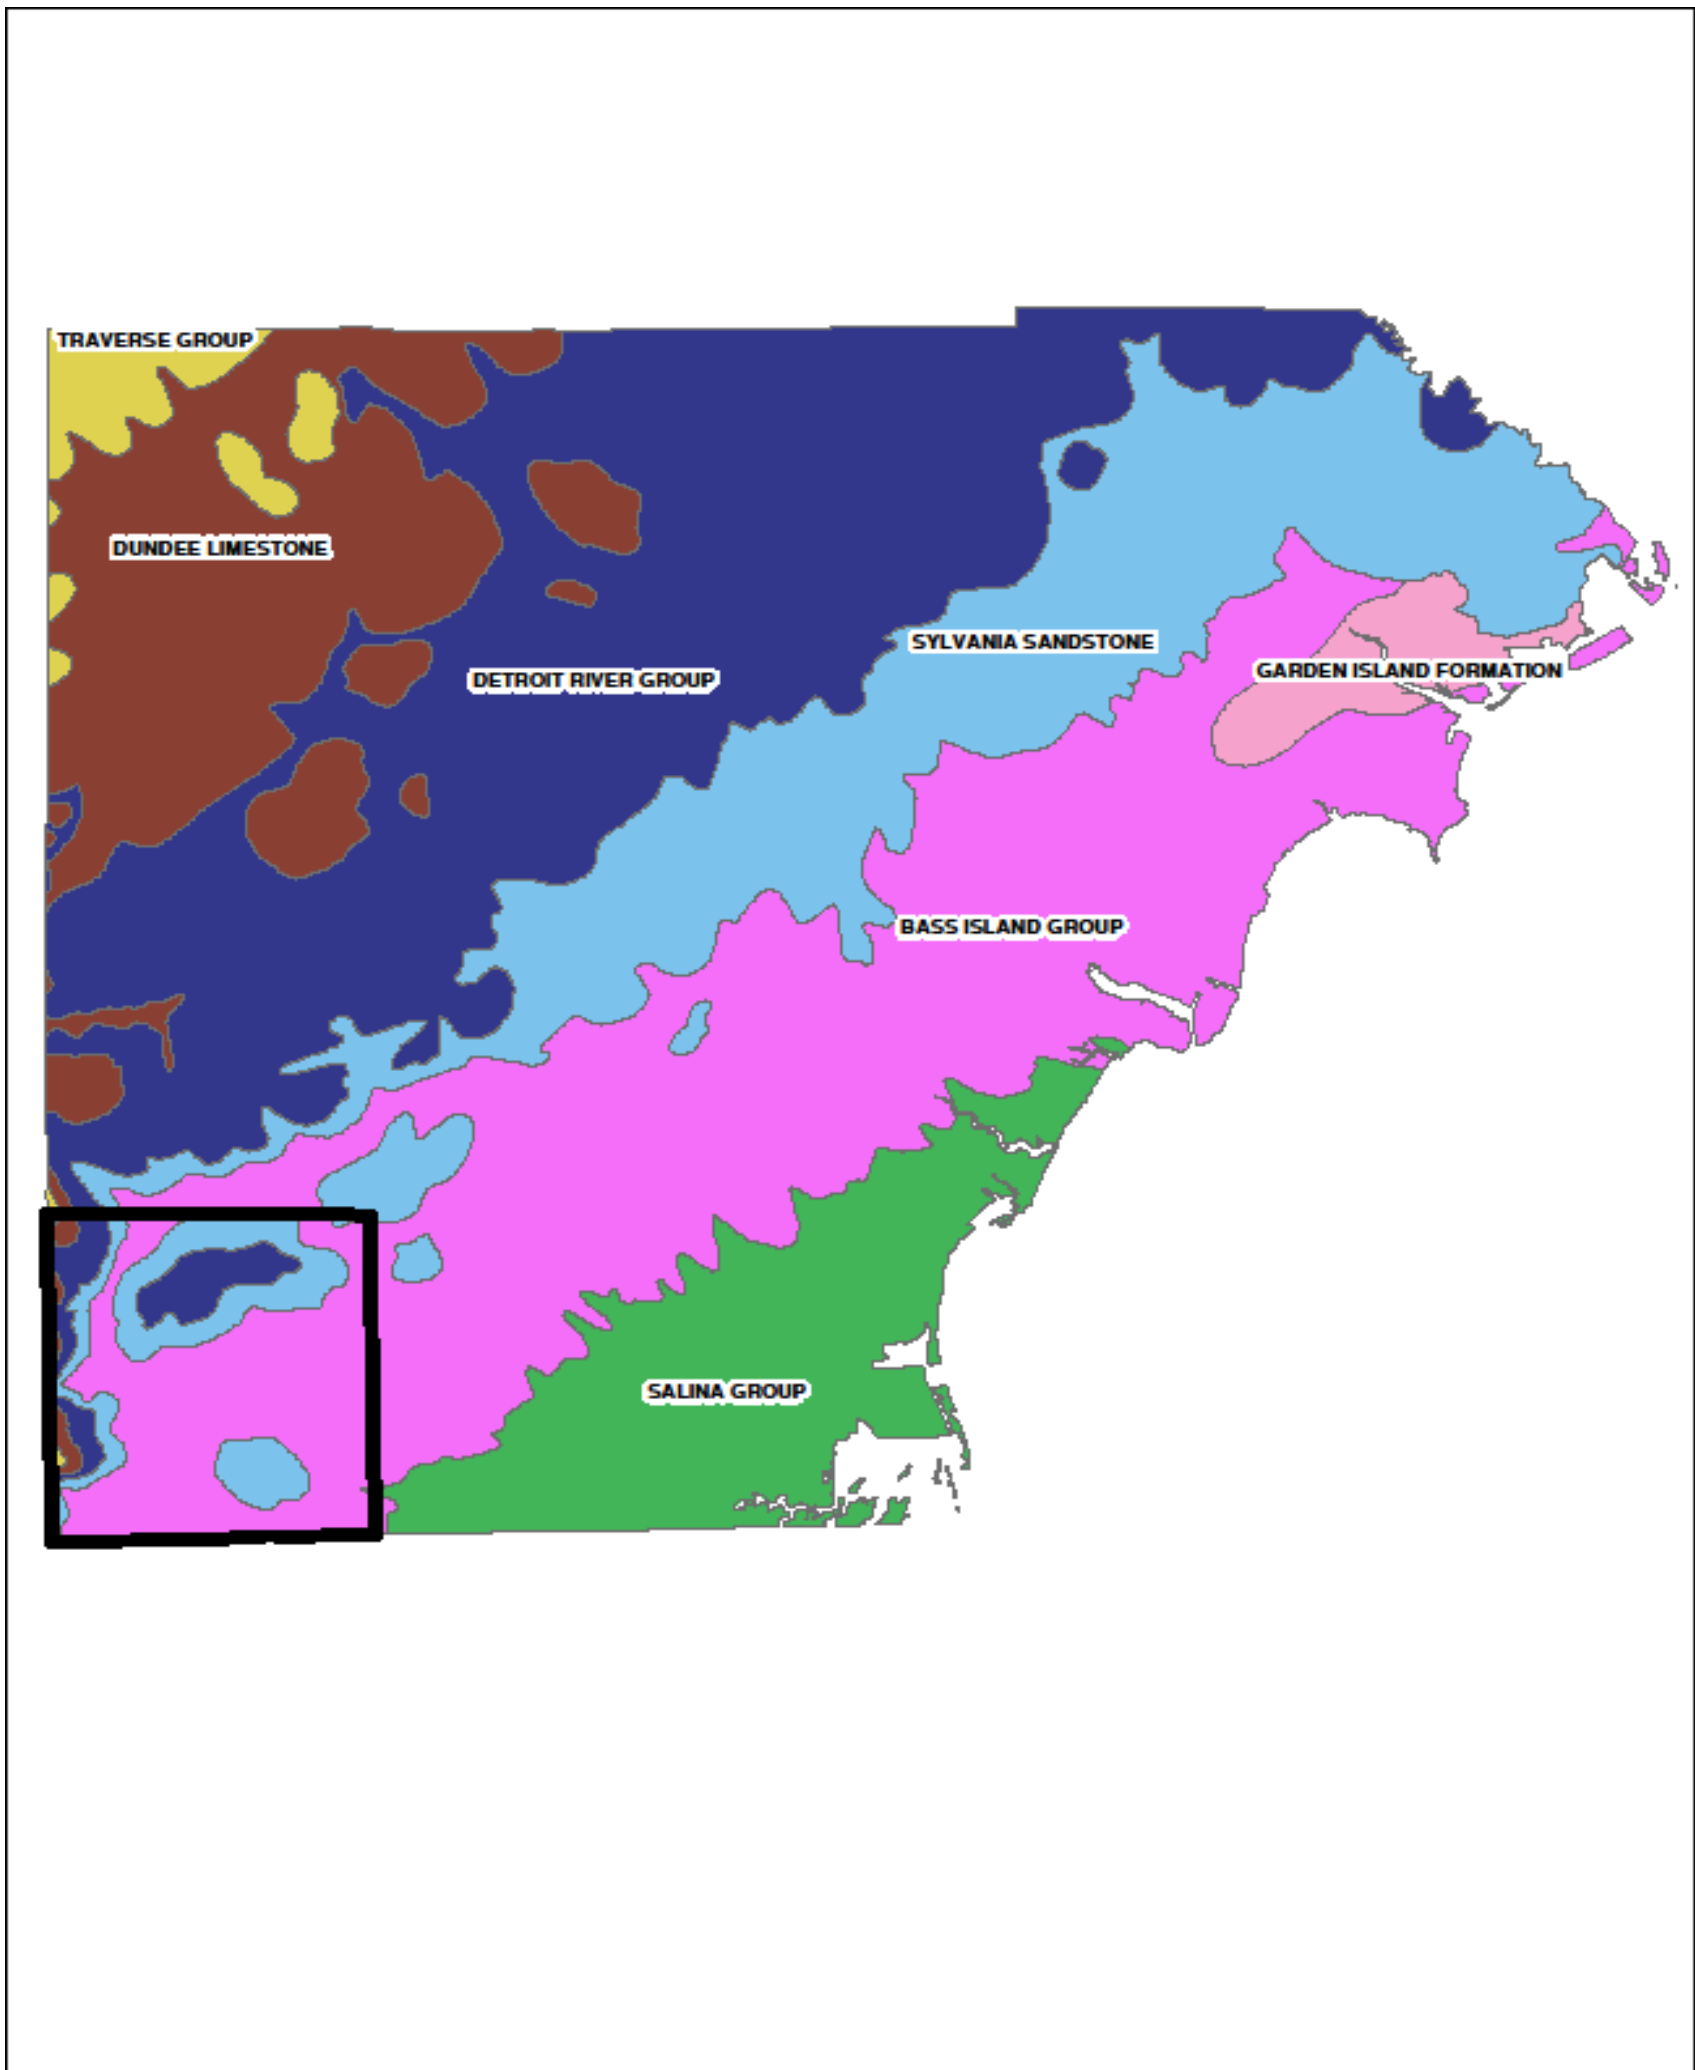 TRAVERSE GROUP
DUNDEE LIMESTONE
SYLVANIA SANDSTONE
GARDEN ISLAND FORMATION
DETROIT RIVER GROUP
BASS ISLAND GROUP
SALINA GROUP